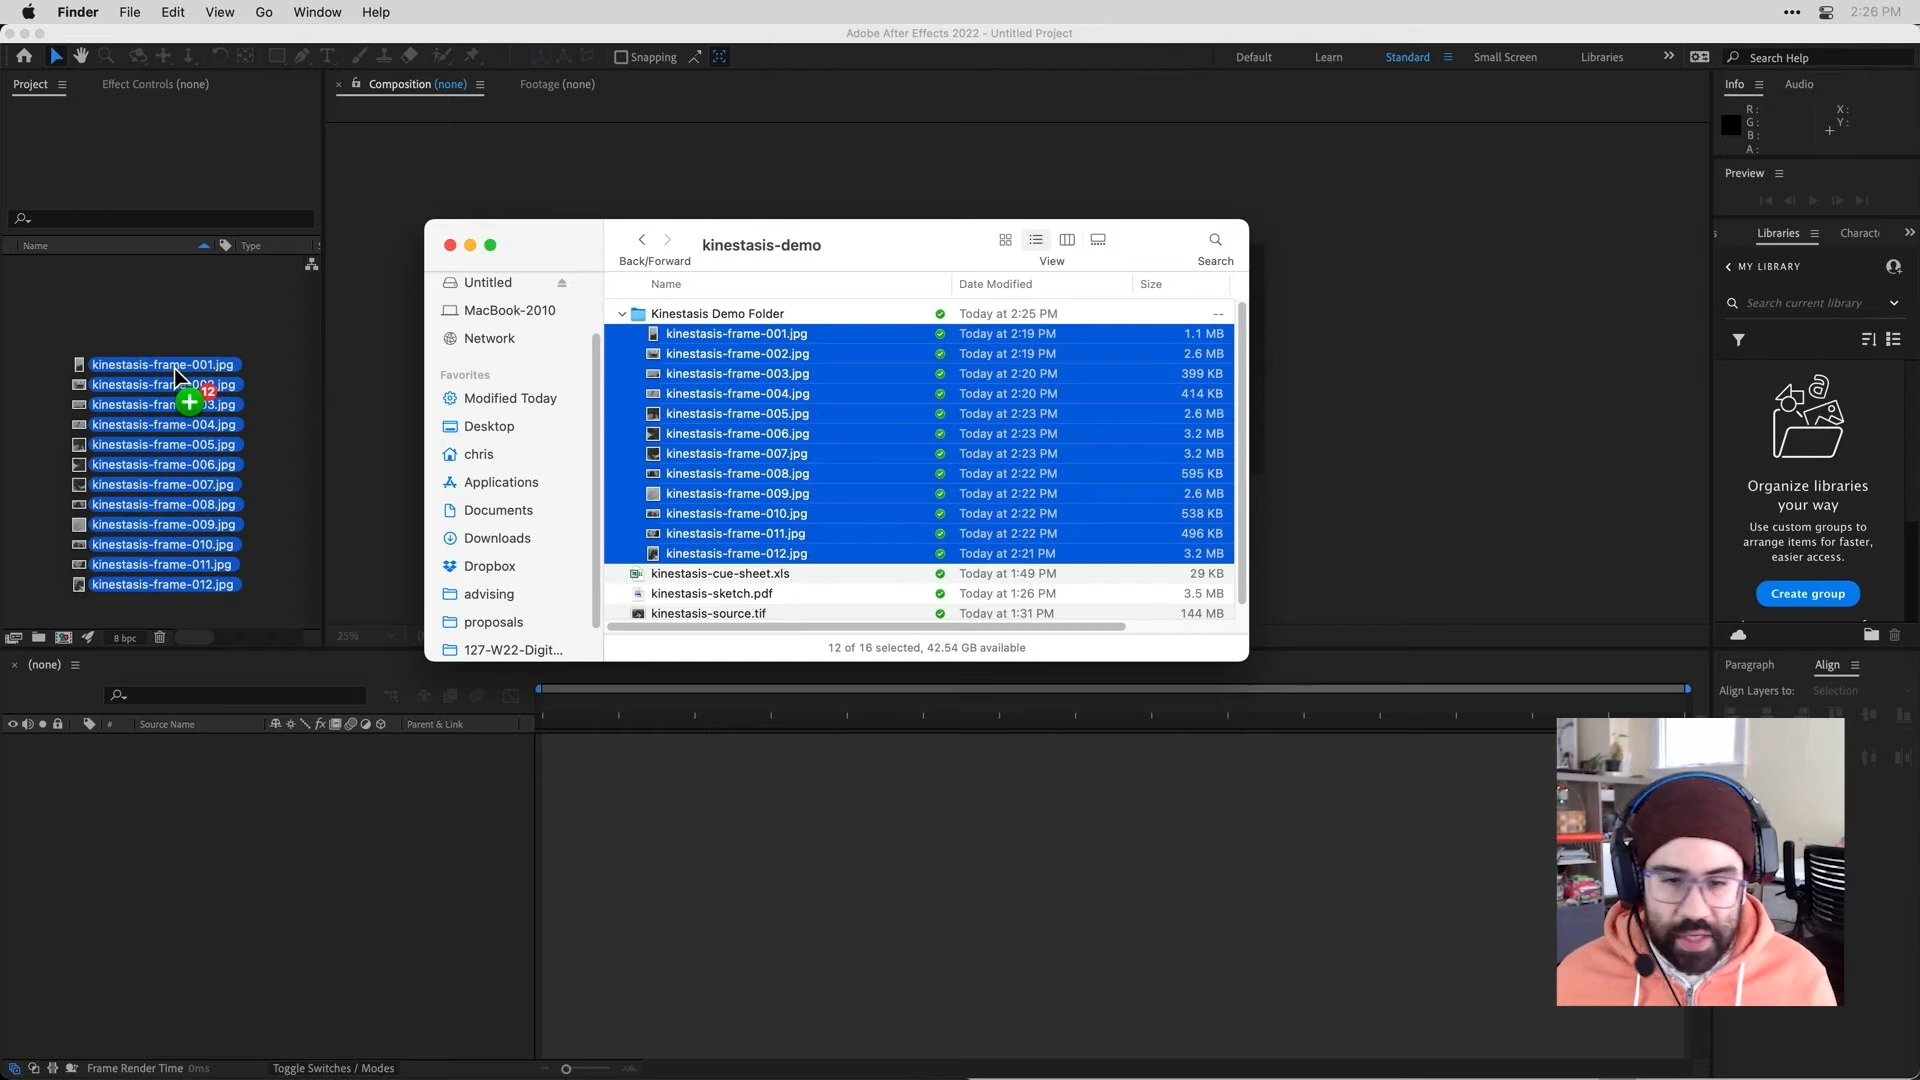 Finder File Edit View Go Window Help 2:26 PM
Adobe After Effects 2022 - Untitled Project
Snapping Default Learn Standard Small Screen Libraries Search Help
Project Effect Controls (none) Composition (none) Footage (none) Info Audio
R: X:
G: Y:
B:
A:
Preview
Name Type
Libraries Characte
MY LIBRARY
Search current library
Organize libraries
your way
Use custom groups to
arrange items for faster,
easier access.
Create group
kinestasis-frame-001.jpg
12
kinestasis-frame-004.jpg
kinestasis-frame-005.jpg
kinestasis-frame-006.jpg
kinestasis-frame-007.jpg
kinestasis-frame-008.jpg
kinestasis-frame-009.jpg
kinestasis-frame-010.jpg
kinestasis-frame-011.jpg
kinestasis-frame-012.jpg
8 bpc
25%
kinestasis-demo
Back/Forward View Search
Untitled
MacBook-2010
Network
Favorites
Modified Today
Desktop
chris
Applications
Documents
Downloads
Dropbox
advising
proposals
127-W22-Digit...
Name Date Modified Size
Kinestasis Demo Folder Today at 2:25 PM --
kinestasis-frame-001.jpg Today at 2:19 PM 1.1 MB
kinestasis-frame-002.jpg Today at 2:19 PM 2.6 MB
kinestasis-frame-003.jpg Today at 2:20 PM 399 KB
kinestasis-frame-004.jpg Today at 2:20 PM 414 KB
kinestasis-frame-005.jpg Today at 2:23 PM 2.6 MB
kinestasis-frame-006.jpg Today at 2:23 PM 3.2 MB
kinestasis-frame-007.jpg Today at 2:23 PM 3.2 MB
kinestasis-frame-008.jpg Today at 2:22 PM 595 KB
kinestasis-frame-009.jpg Today at 2:22 PM 2.6 MB
kinestasis-frame-010.jpg Today at 2:22 PM 538 KB
kinestasis-frame-011.jpg Today at 2:22 PM 496 KB
kinestasis-frame-012.jpg Today at 2:21 PM 3.2 MB
kinestasis-cue-sheet.xls Today at 1:49 PM 29 KB
kinestasis-sketch.pdf Today at 1:26 PM 3.5 MB
kinestasis-source.tif Today at 1:31 PM 144 MB
12 of 16 selected, 42.54 GB available
(none)
# Source Name fx Parent & Link
Paragraph Align
Align Layers to: Selection
Frame Render Time 0ms Toggle Switches / Modes